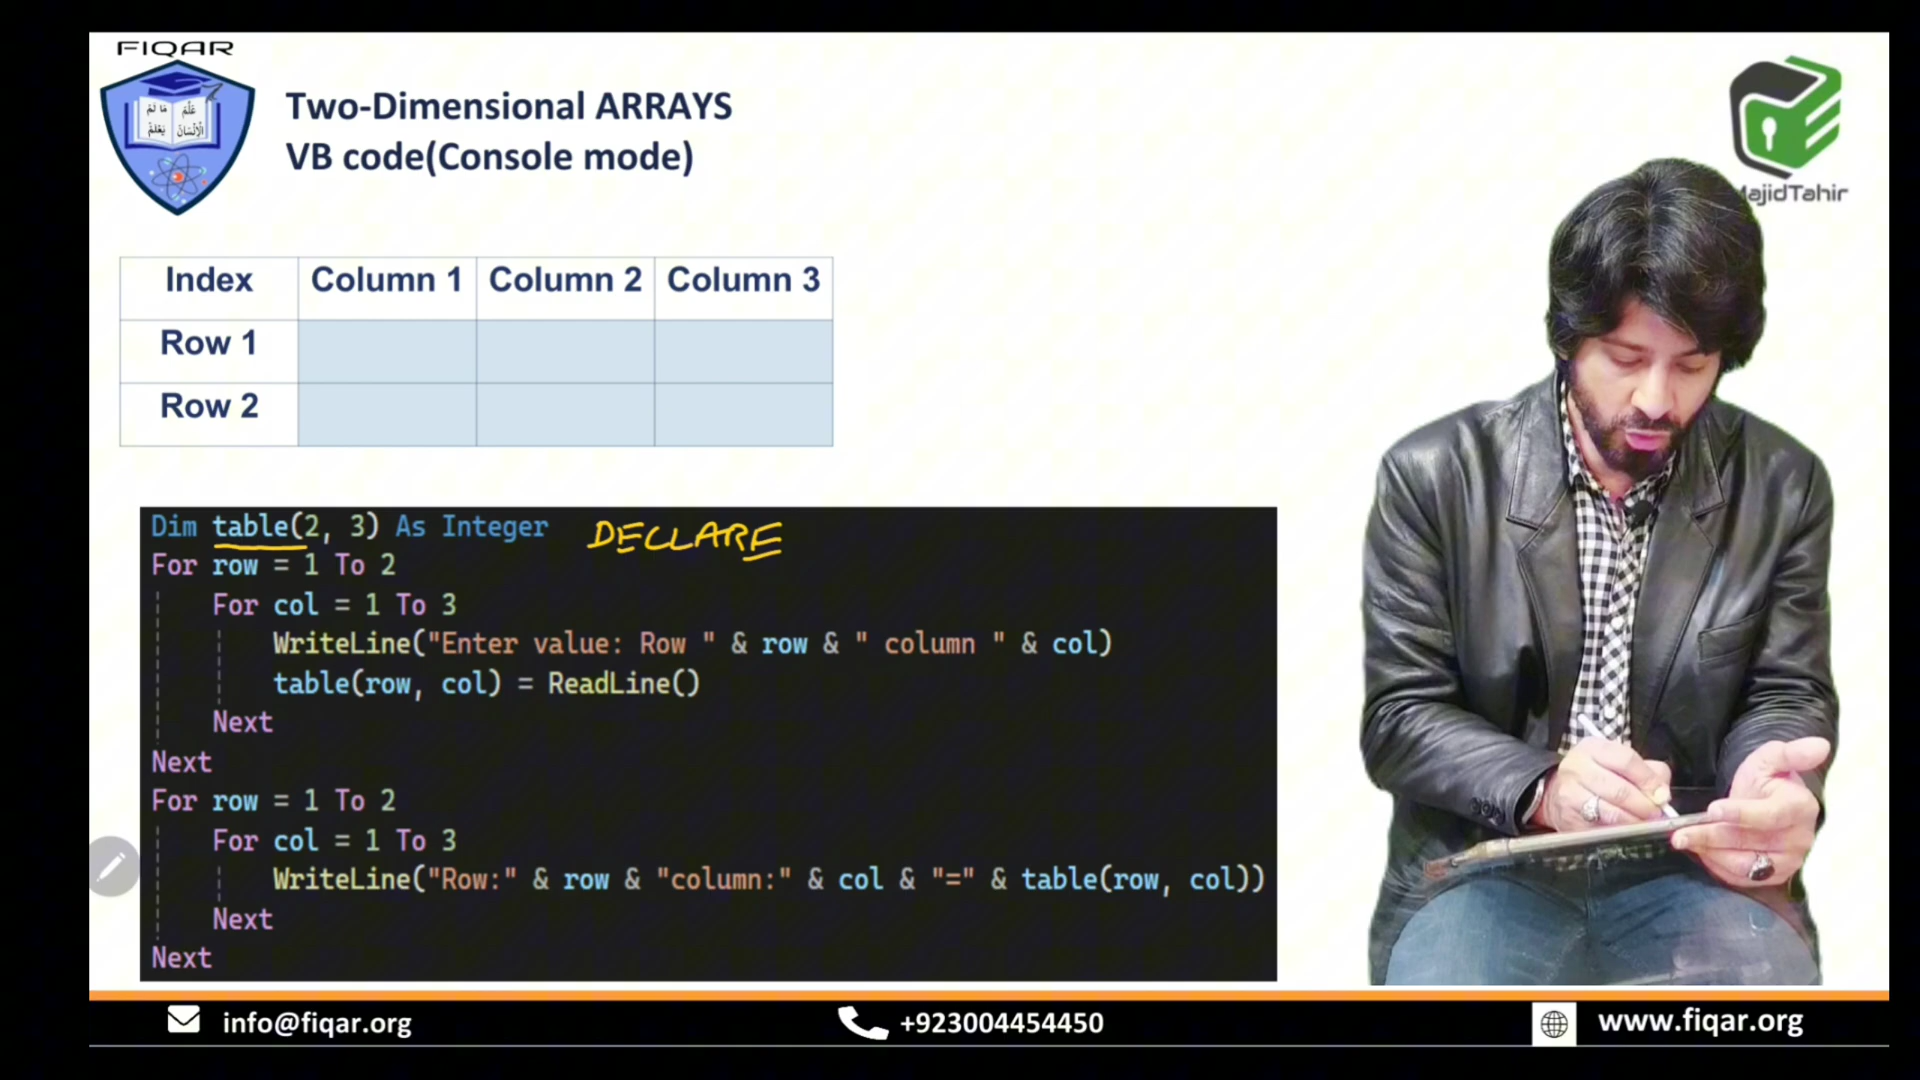 FIQAR
عَلَّمَ
الْاِنْسَانَ
مَا لَمْ
يَعْلَمْ
Two-Dimensional ARRAYS
VB code(Console mode)
ajidTahir
Index Column 1 Column 2 Column 3
Row 1
Row 2
Dim table(2, 3) As Integer DECLARE
For row = 1 To 2
For col = 1 To 3
WriteLine("Enter value: Row " & row & " column " & col)
table(row, col) = ReadLine()
Next
Next
For row = 1 To 2
For col = 1 To 3
WriteLine("Row:" & row & "column:" & col & "=" & table(row, col))
Next
Next
info@fiqar.org +923004454450 www.fiqar.org